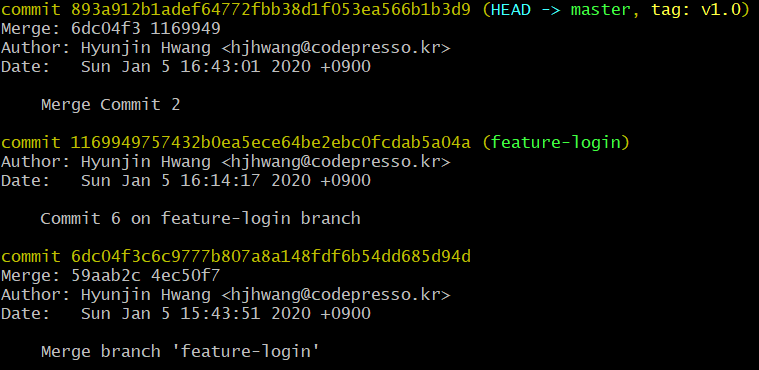 commit 893a912b1adef64772fbb38d1f053ea566b1b3d9 (HEAD -> master, tag: v1.0)
Merge: 6dc04f3 1169949
Author: Hyunjin Hwang <hjhwang@codepresso.kr>
Date:   Sun Jan 5 16:43:01 2020 +0900
    Merge Commit 2
commit 1169949757432b0ea5ece64be2ebc0fcdab5a04a (feature-login)
Author: Hyunjin Hwang <hjhwang@codepresso.kr>
Date:   Sun Jan 5 16:14:17 2020 +0900
    Commit 6 on feature-login branch
commit 6dc04f3c6c9777b807a8a148fdf6b54dd685d94d
Merge: 59aab2c 4ec50f7
Author: Hyunjin Hwang <hjhwang@codepresso.kr>
Date:   Sun Jan 5 15:43:51 2020 +0900
    Merge branch 'feature-login'